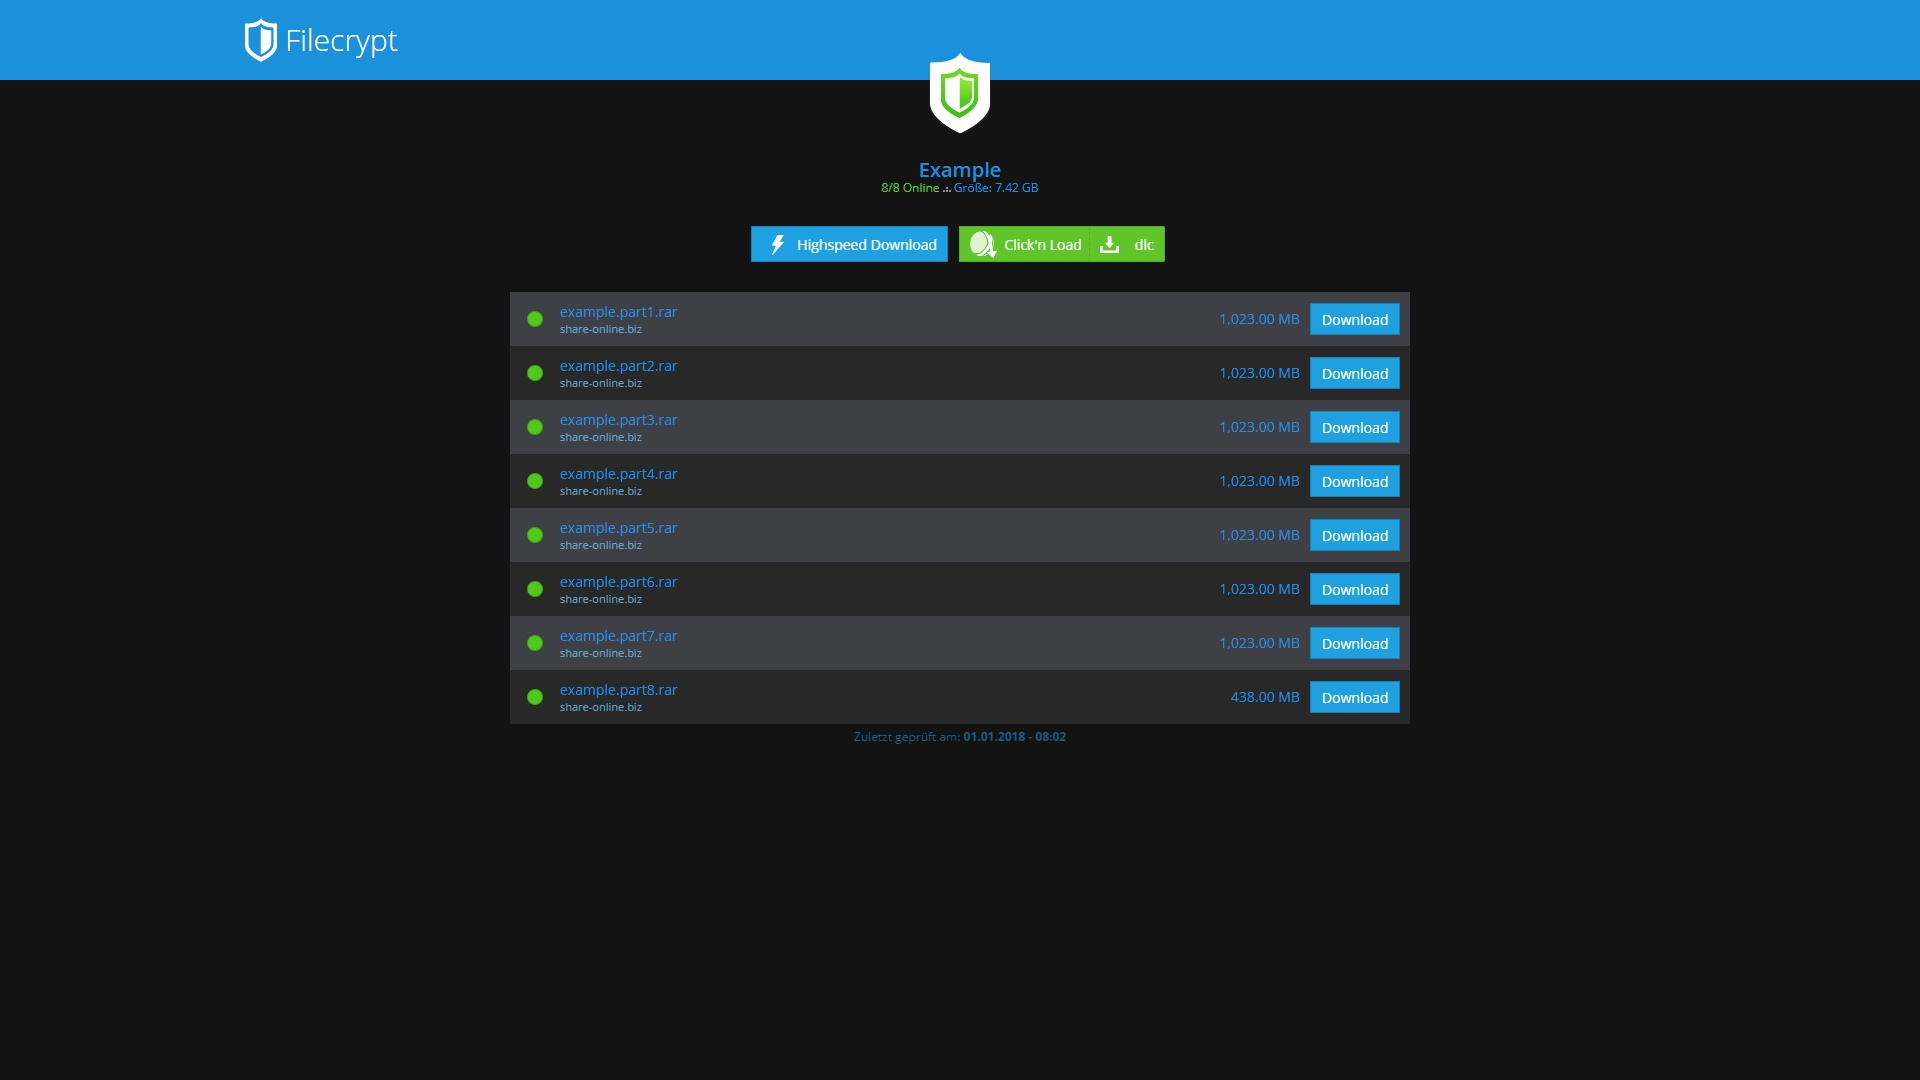 Filecrypt
Example
8/8 Online .:. Größe: 7.42 GB
Highspeed Download Click'n Load dlc
example.part1.rar
share-online.biz
1,023.00 MB Download
example.part2.rar
share-online.biz
1,023.00 MB Download
example.part3.rar
share-online.biz
1,023.00 MB Download
example.part4.rar
share-online.biz
1,023.00 MB Download
example.part5.rar
share-online.biz
1,023.00 MB Download
example.part6.rar
share-online.biz
1,023.00 MB Download
example.part7.rar
share-online.biz
1,023.00 MB Download
example.part8.rar
share-online.biz
438.00 MB Download
Zuletzt geprüft am: 01.01.2018 - 08:02